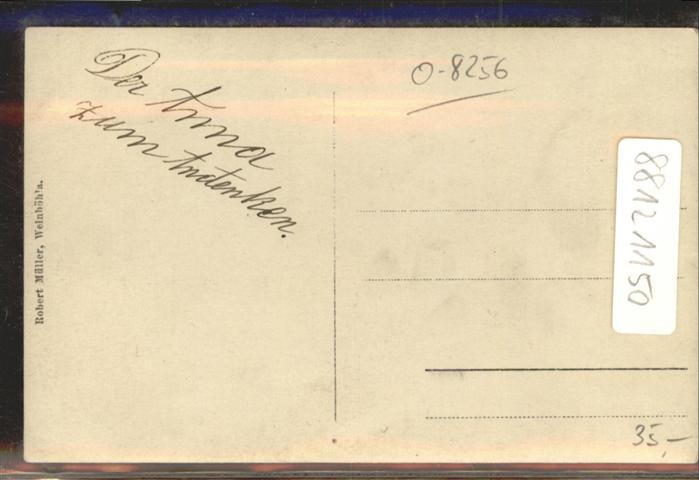 Der Anna
zum Andenken.
O-8256
Robert Müller, Weinböhla.
88121150
35,-